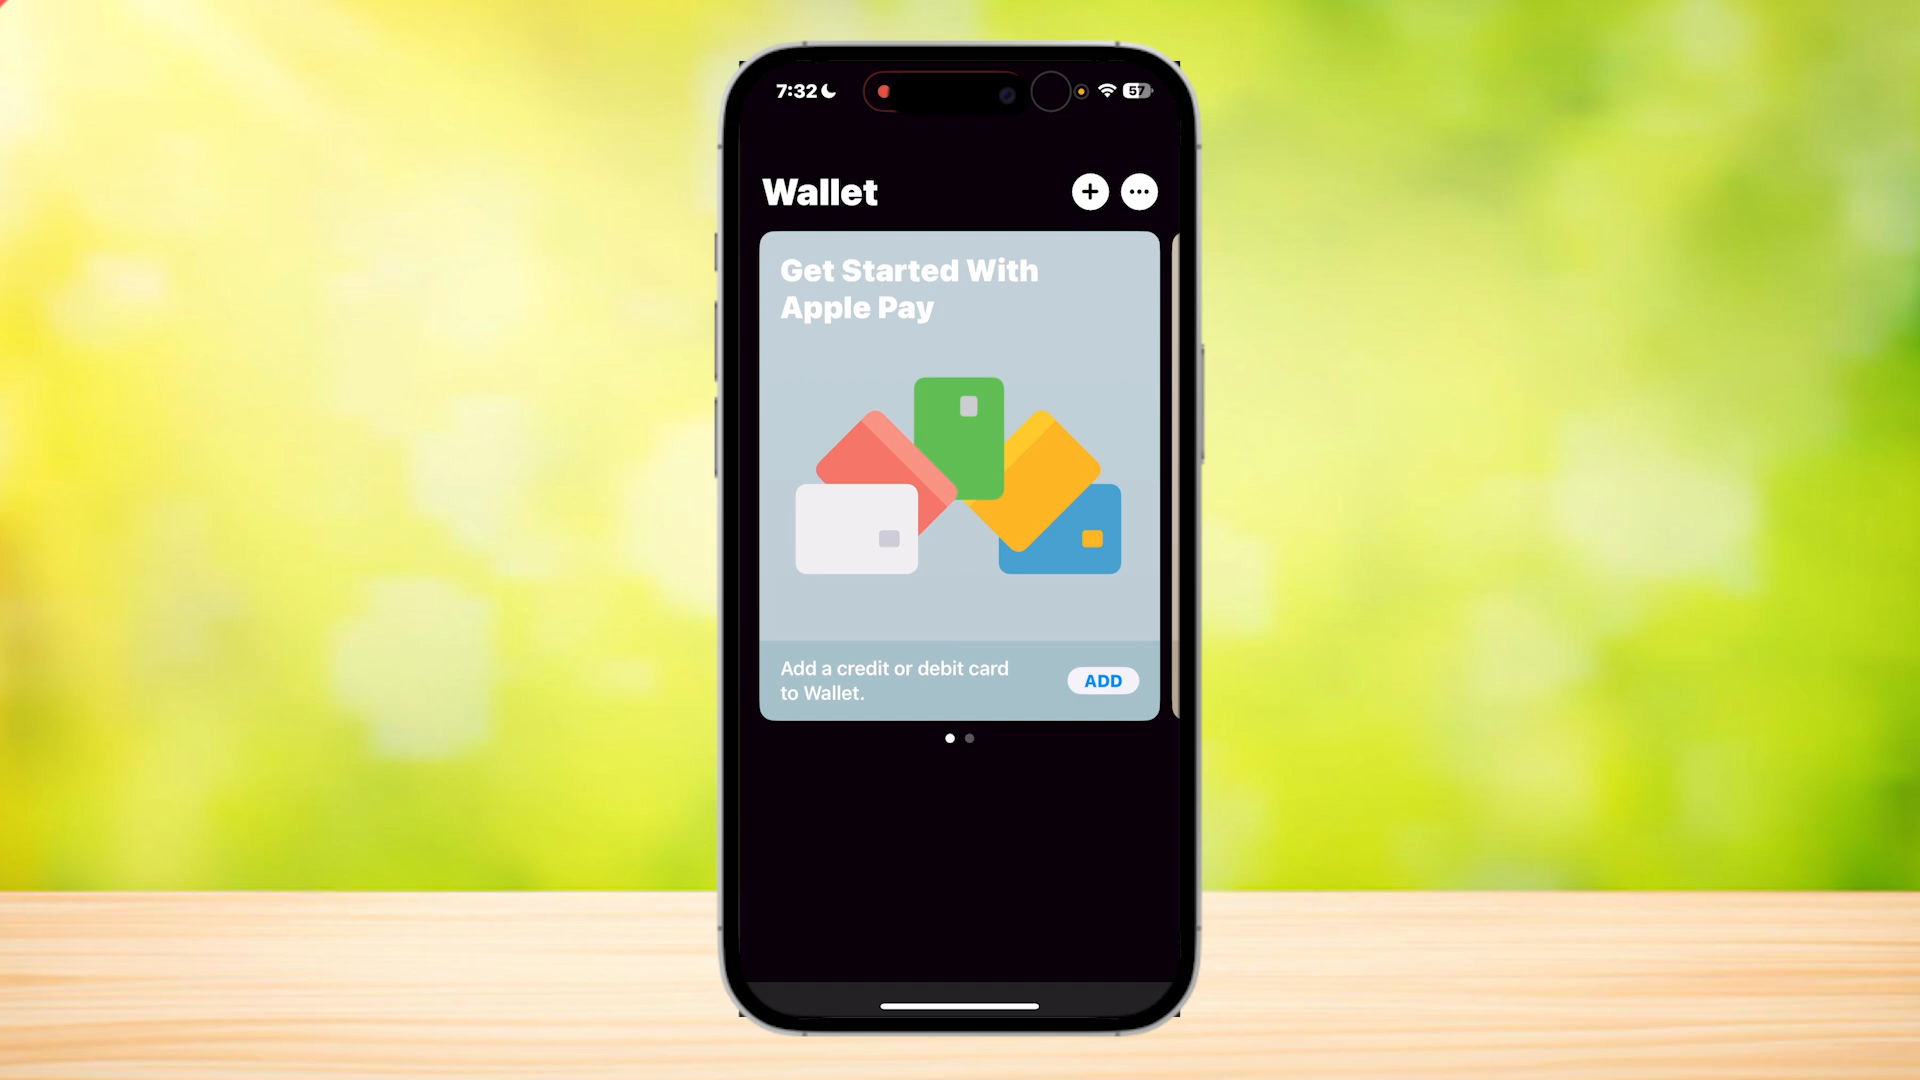 7:32
57
Wallet
Get Started With
Apple Pay
Add a credit or debit card
to Wallet.
ADD